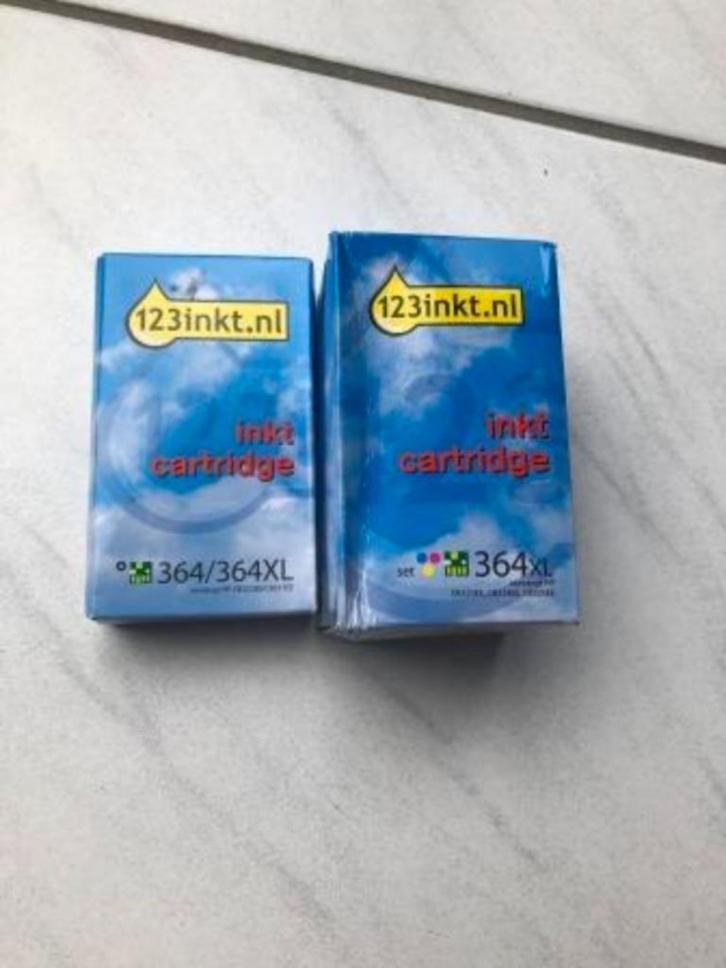 123inkt.nl
inkt
cartridge
364/364XL
123inkt.nl
inkt
cartridge
set 364XL